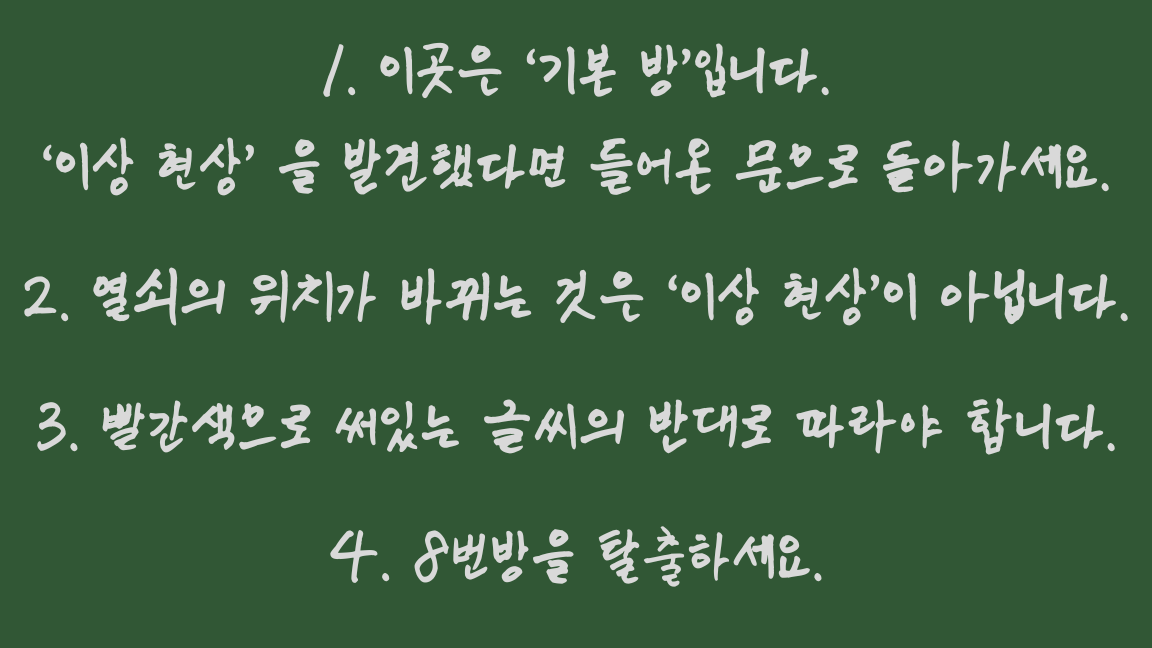 1. 이곳은 ‘기본 방’입니다.
‘이상 현상’ 을 발견했다면 들어온 문으로 돌아가세요.
2. 열쇠의 위치가 바뀌는 것은 ‘이상 현상’이 아닙니다.
3. 빨간색으로 써있는 글씨의 반대로 따라야 합니다.
4. 8번방을 탈출하세요.